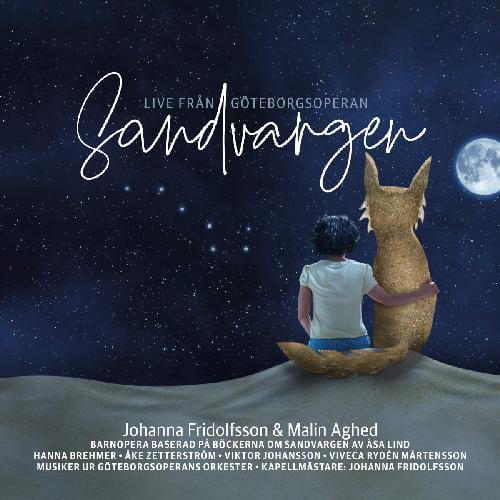 LIVE FRÅN GÖTEBORGSOPERAN
Sandvargen
Johanna Fridolfsson & Malin Aghed
BARNOPERA BASERAD PÅ BÖCKERNA OM SANDVARGEN AV ÅSA LIND
HANNA BREHMER • ÅKE ZETTERSTRÖM • VIKTOR JOHANSSON • VIVECA RYDÉN MÅRTENSSON
MUSIKER UR GÖTEBORGSOPERANS ORKESTER • KAPELLMÄSTARE: JOHANNA FRIDOLFSSON